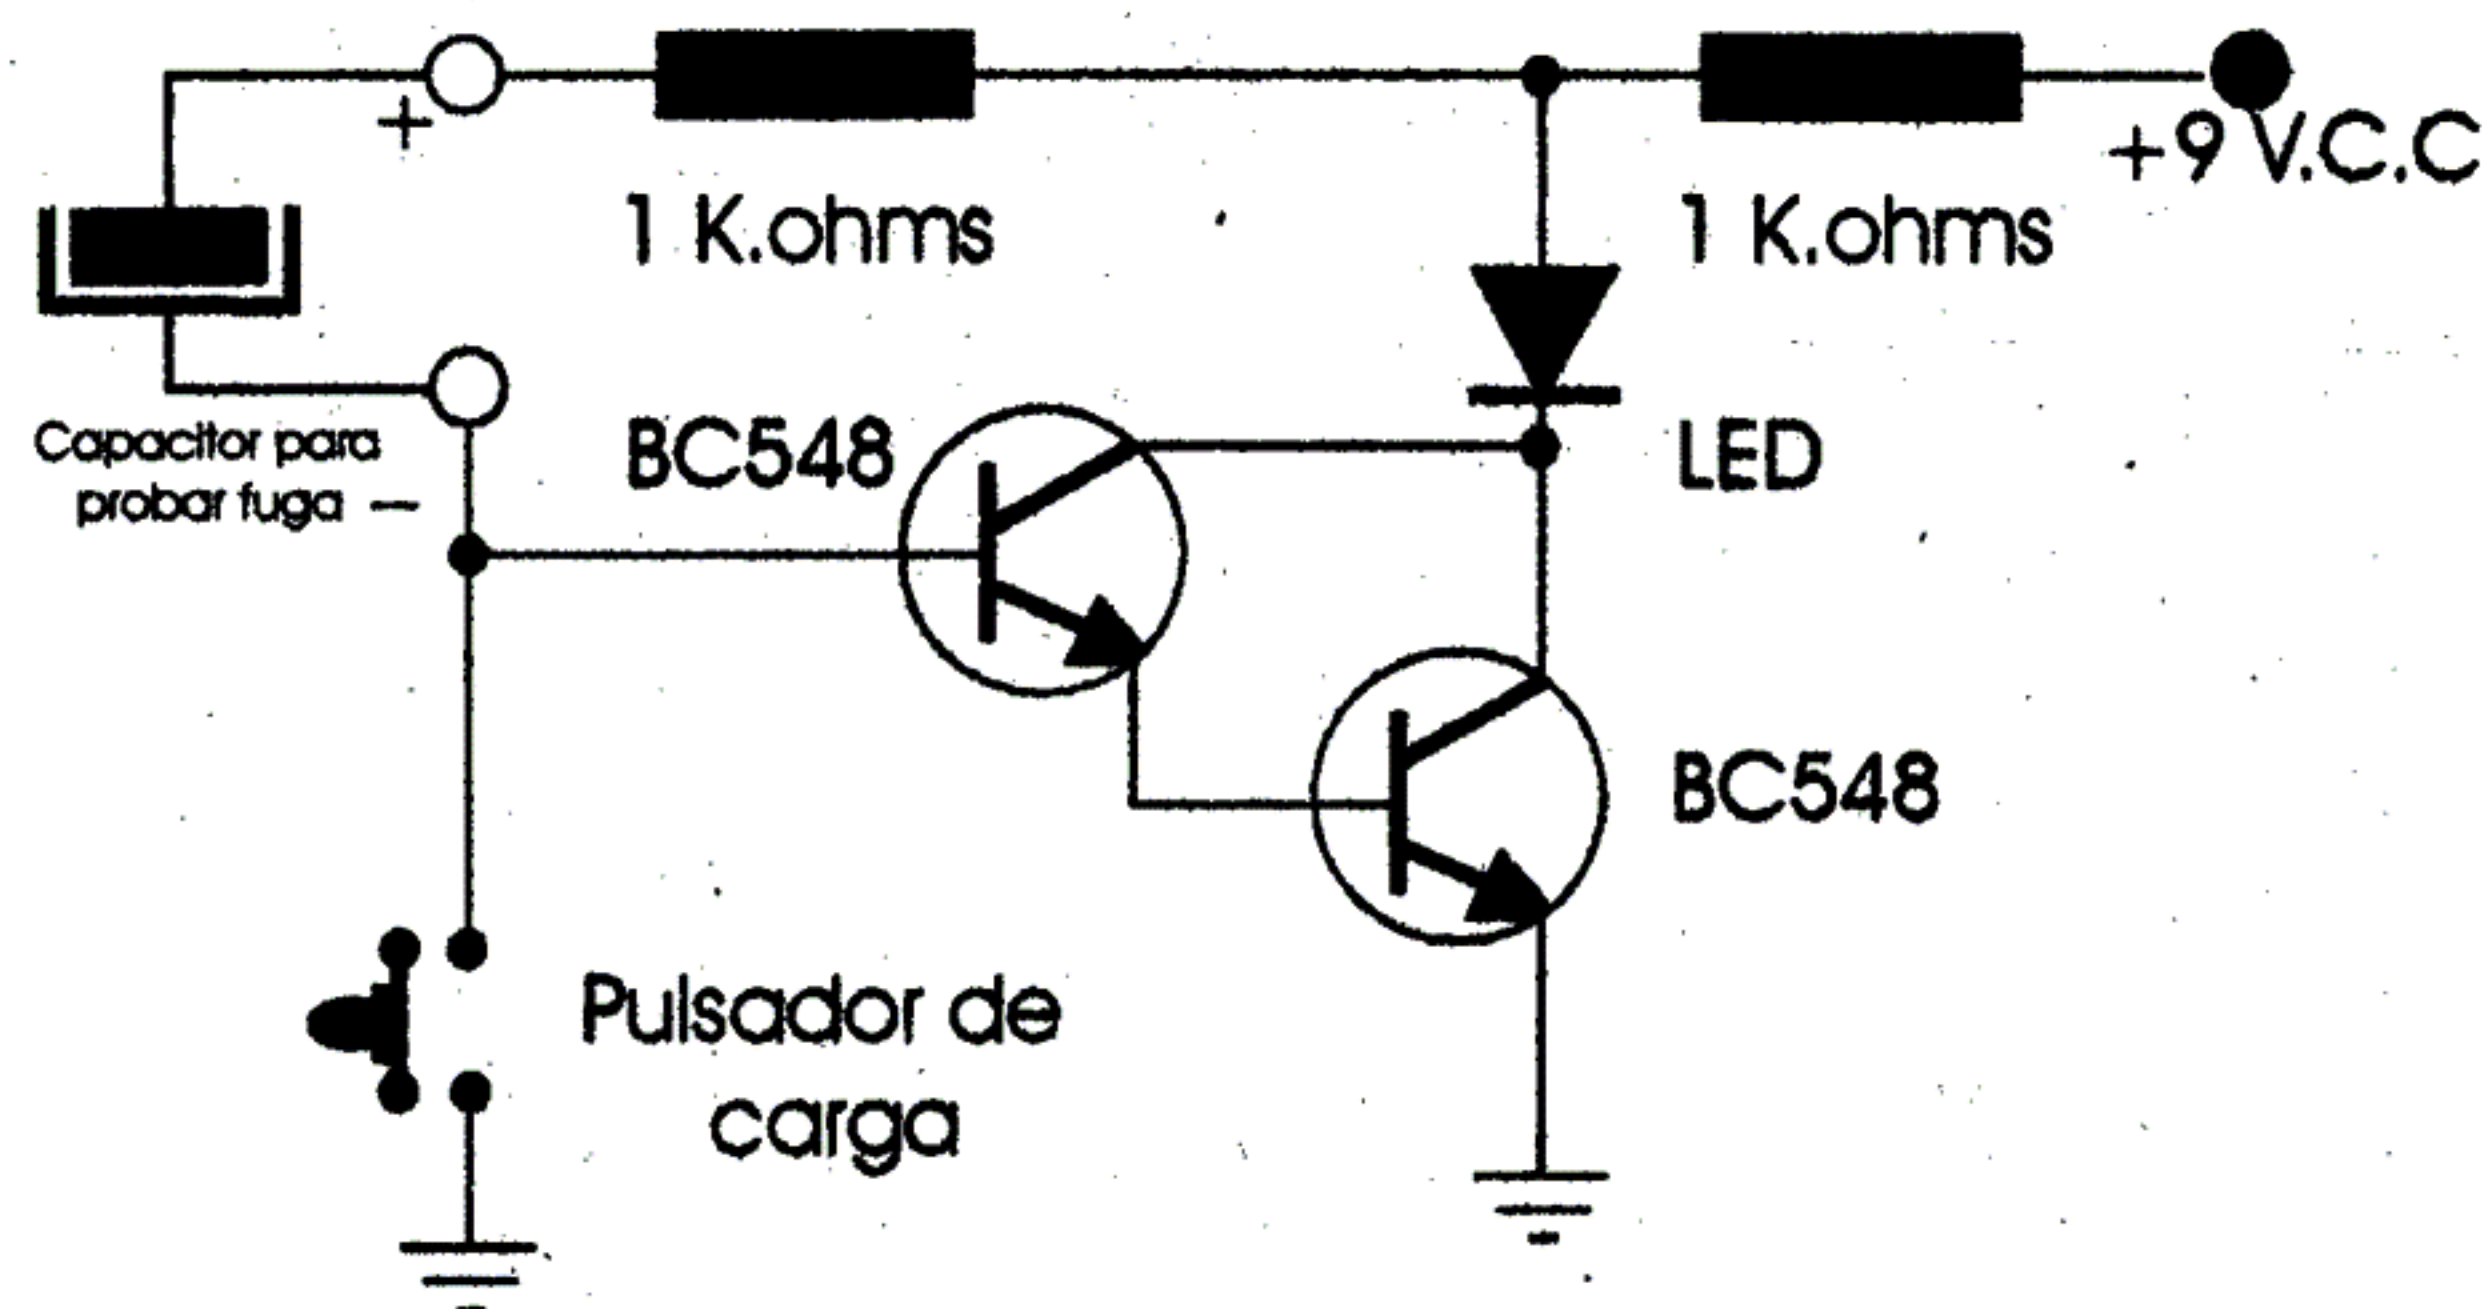 +
+9 V.C.C
1 K.ohms
1 K.ohms
Capacitor para
probar fuga —
BC548
LED
BC548
Pulsador de
carga